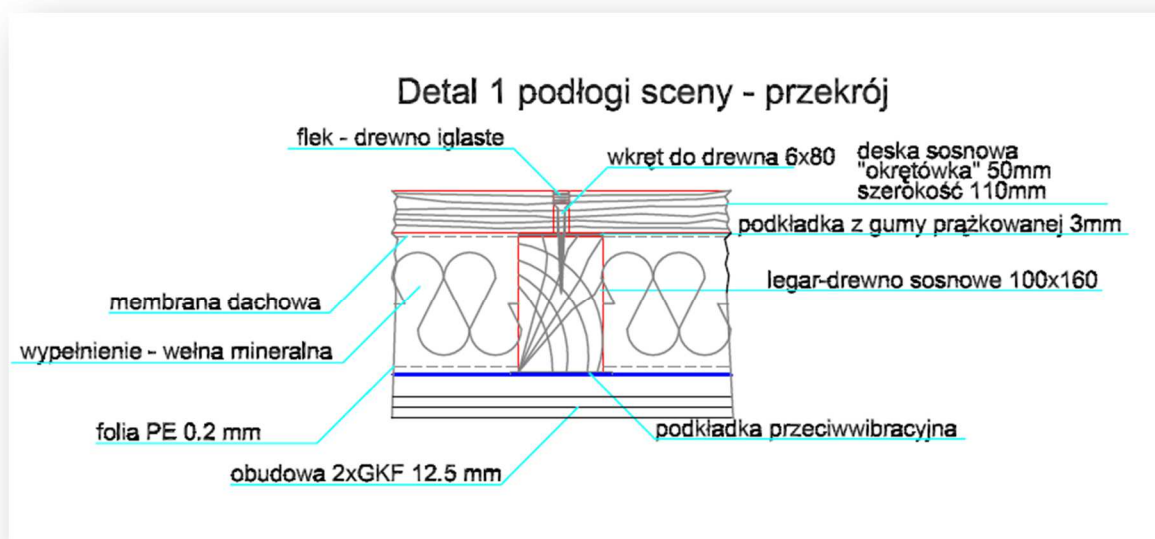 Detal 1 podłogi sceny - przekrój
flek - drewno iglaste
wkręt do drewna 6x80
deska sosnowa
"okrętówka" 50mm
szerokość 110mm
podkładka z gumy prążkowanej 3mm
legar-drewno sosnowe 100x160
membrana dachowa
wypełnienie - wełna mineralna
folia PE 0.2 mm
podkładka przeciwwibracyjna
obudowa 2xGKF 12.5 mm